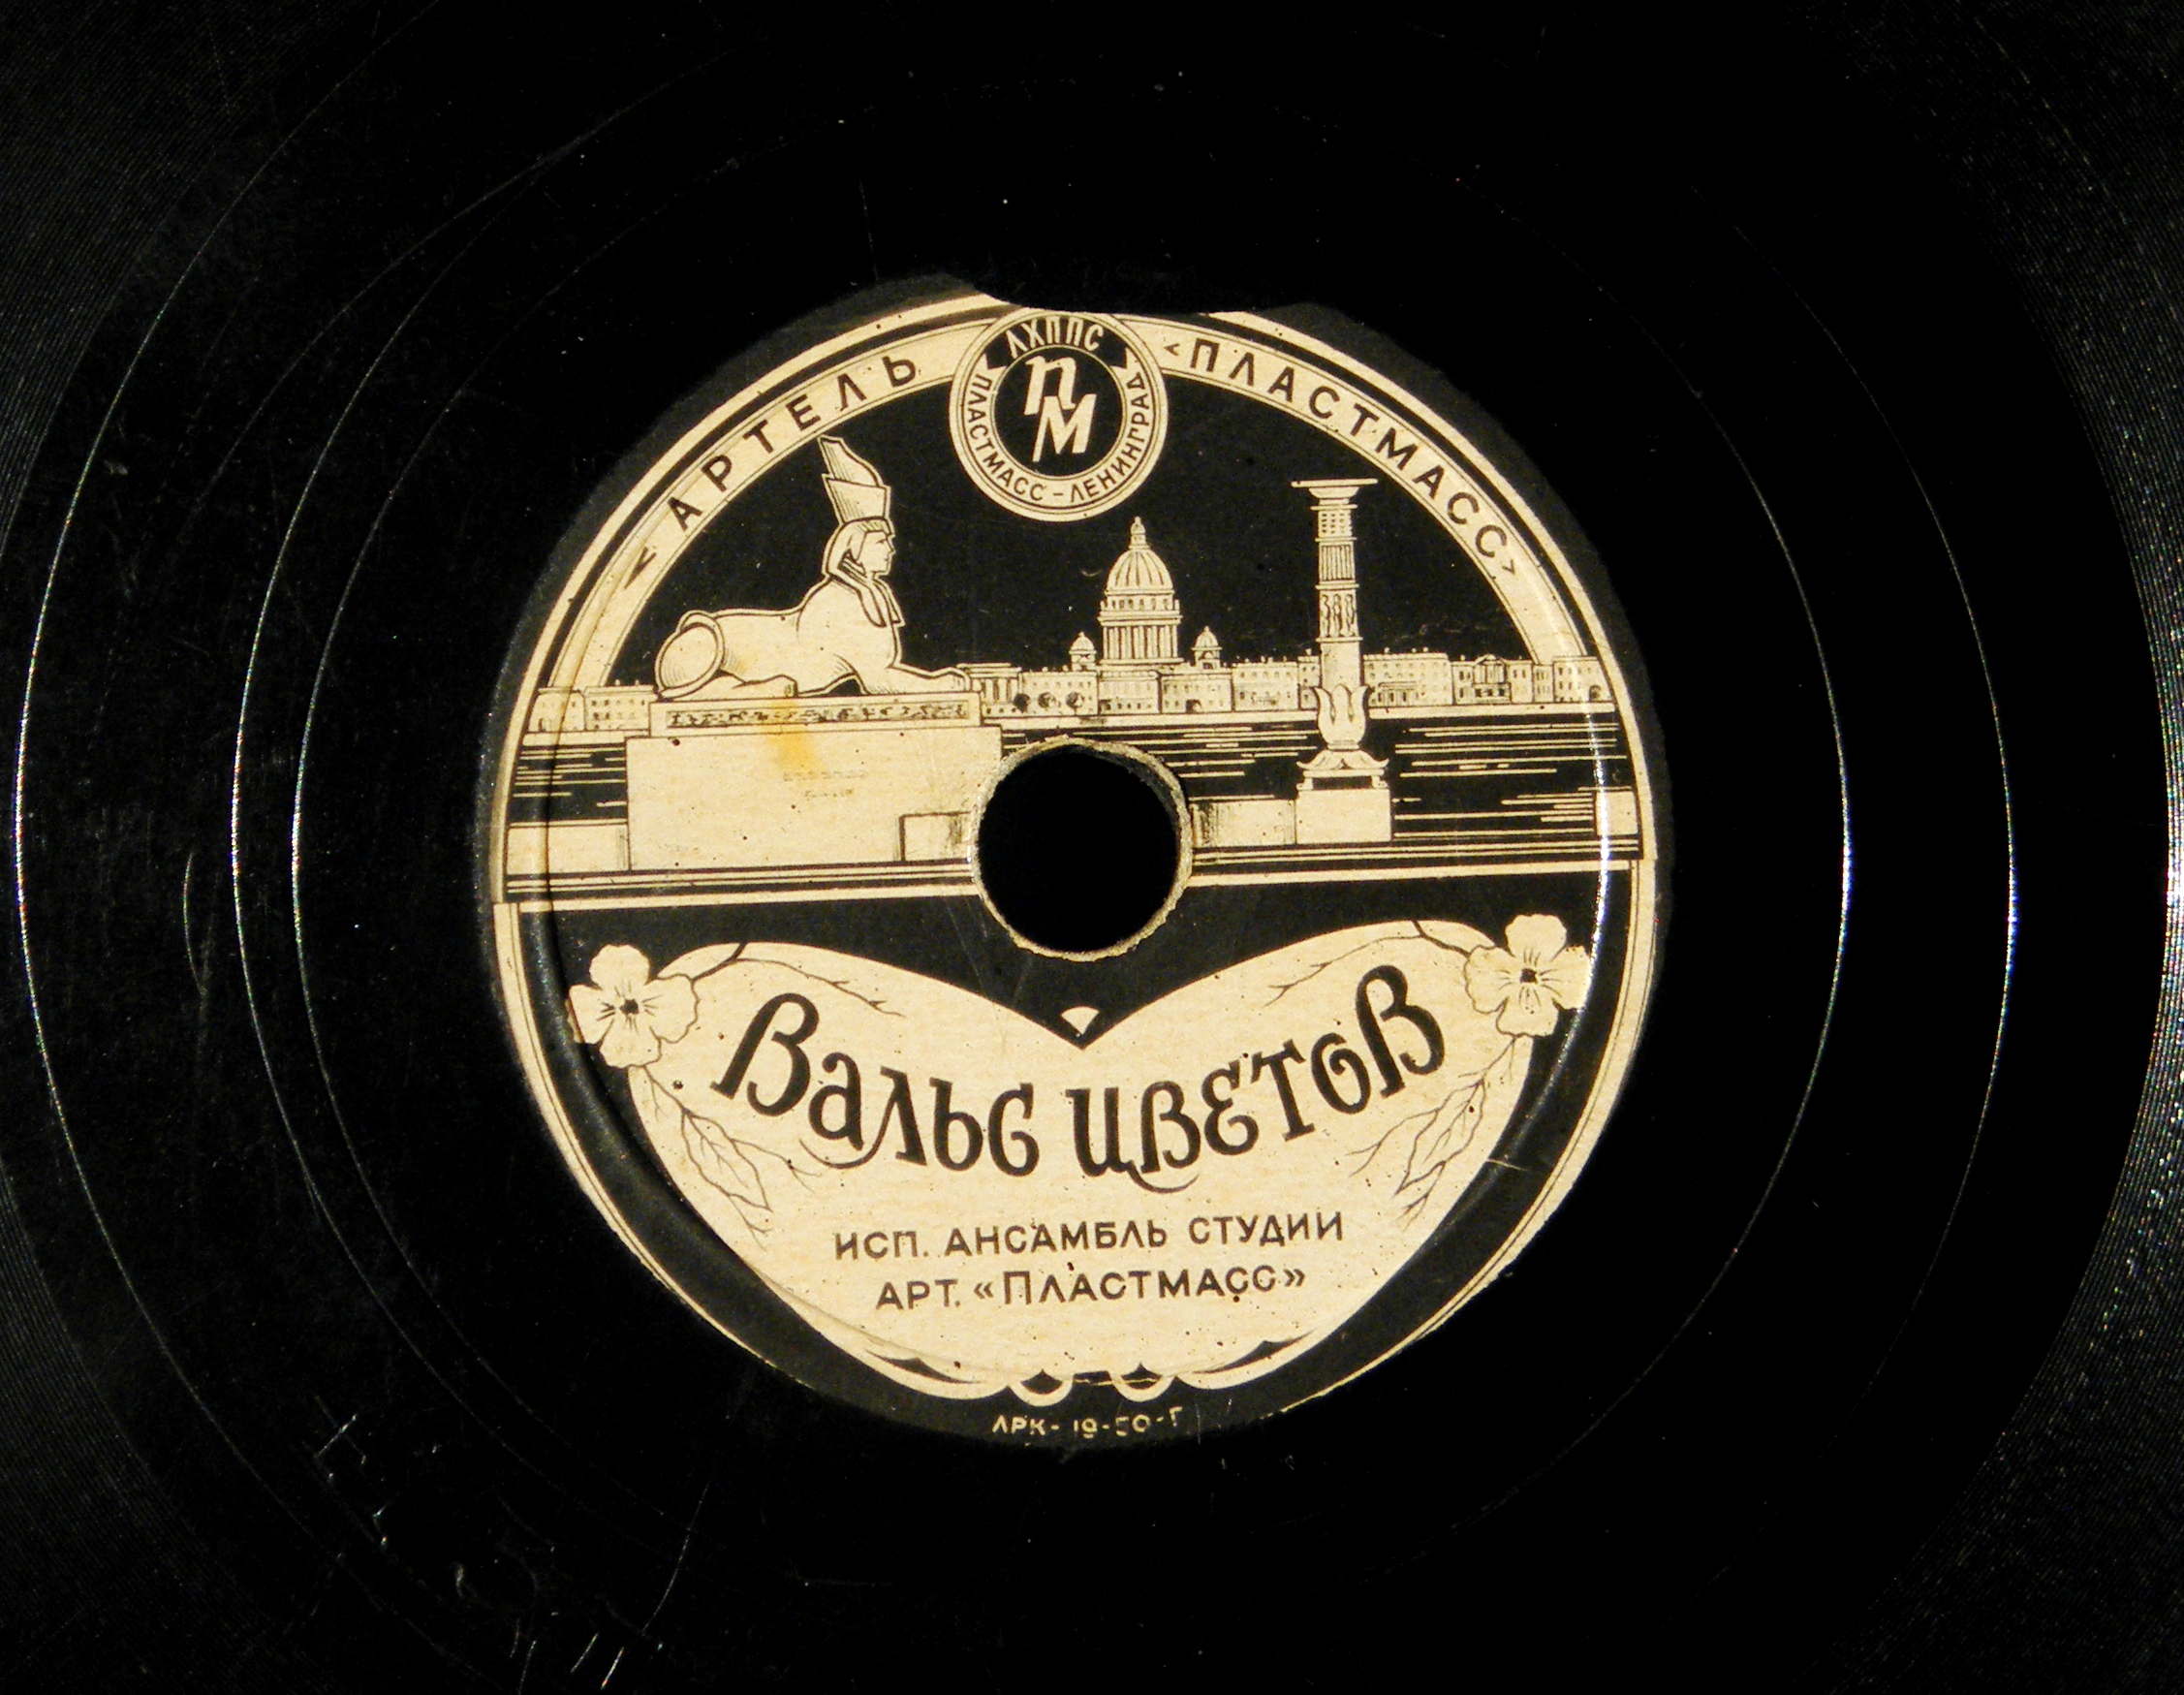 «АРТЕЛЬ «ПЛАСТМАСС»
ЛХППС
ПМ
ПЛАСТМАСС-ЛЕНИНГРАД
Вальс цветов
ИСП. АНСАМБЛЬ СТУДИИ
АРТ. «ПЛАСТМАСС»
ЛРК-19-50-Г